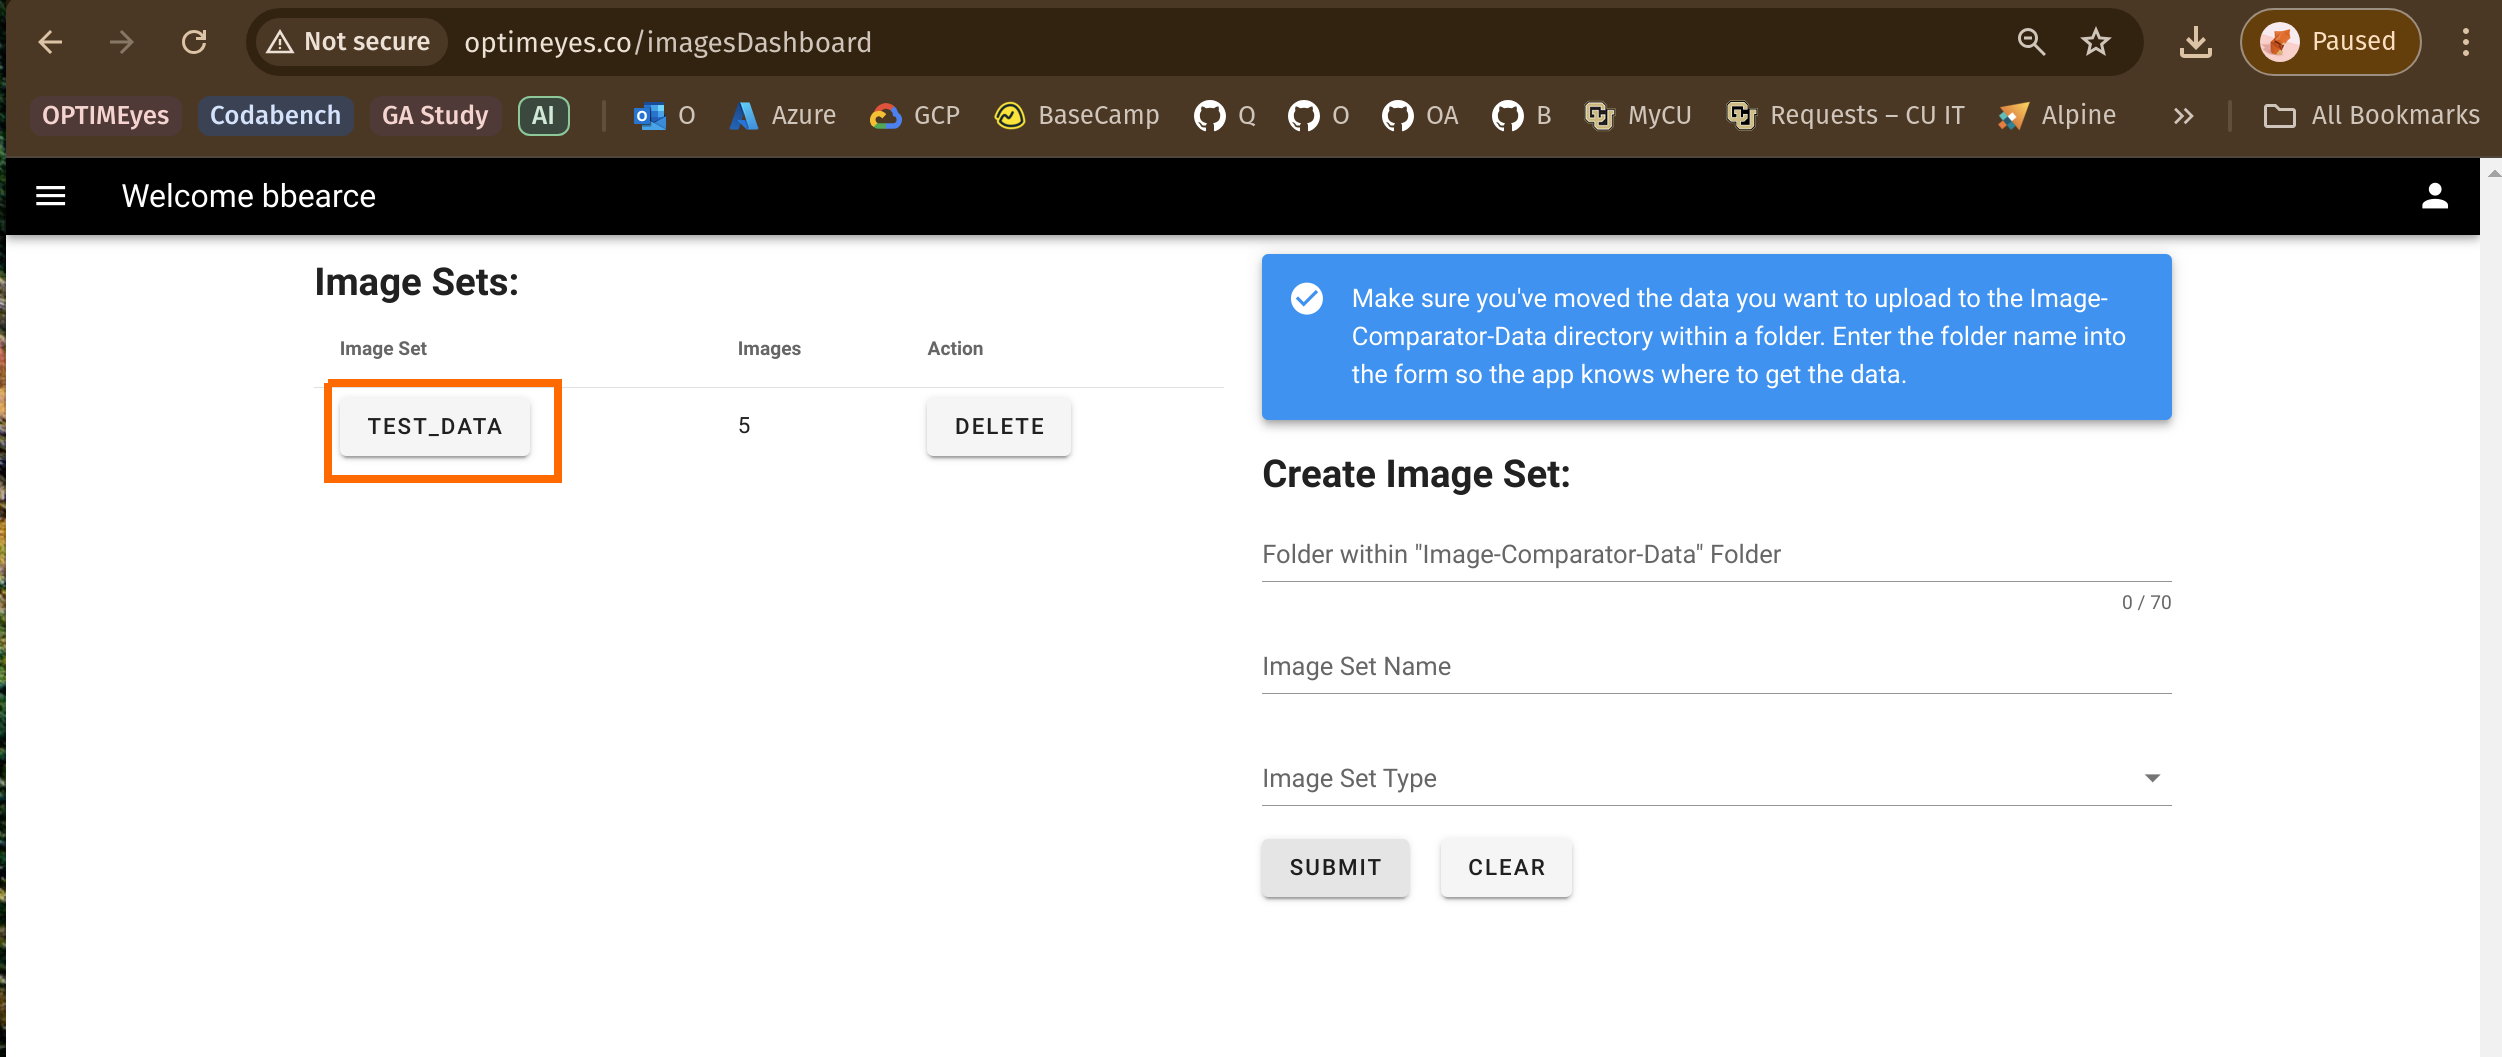 Not secure optimeyes.co/imagesDashboard Paused
OPTIMEyes Codabench GA Study AI O Azure GCP BaseCamp Q O OA B MyCU Requests – CU IT Alpine » All Bookmarks
Welcome bbearce
Image Sets:
Image Set Images Action
TEST_DATA 5 DELETE
Make sure you've moved the data you want to upload to the Image-
Comparator-Data directory within a folder. Enter the folder name into
the form so the app knows where to get the data.
Create Image Set:
Folder within "Image-Comparator-Data" Folder
0 / 70
Image Set Name
Image Set Type
SUBMIT CLEAR